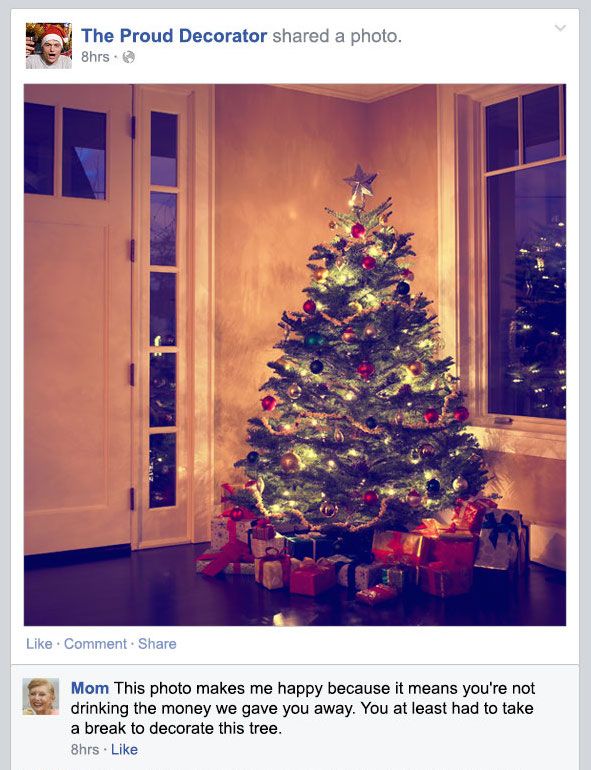 The Proud Decorator shared a photo.
8hrs ·
Like · Comment · Share
Mom This photo makes me happy because it means you're not
drinking the money we gave you away. You at least had to take
a break to decorate this tree.
8hrs · Like